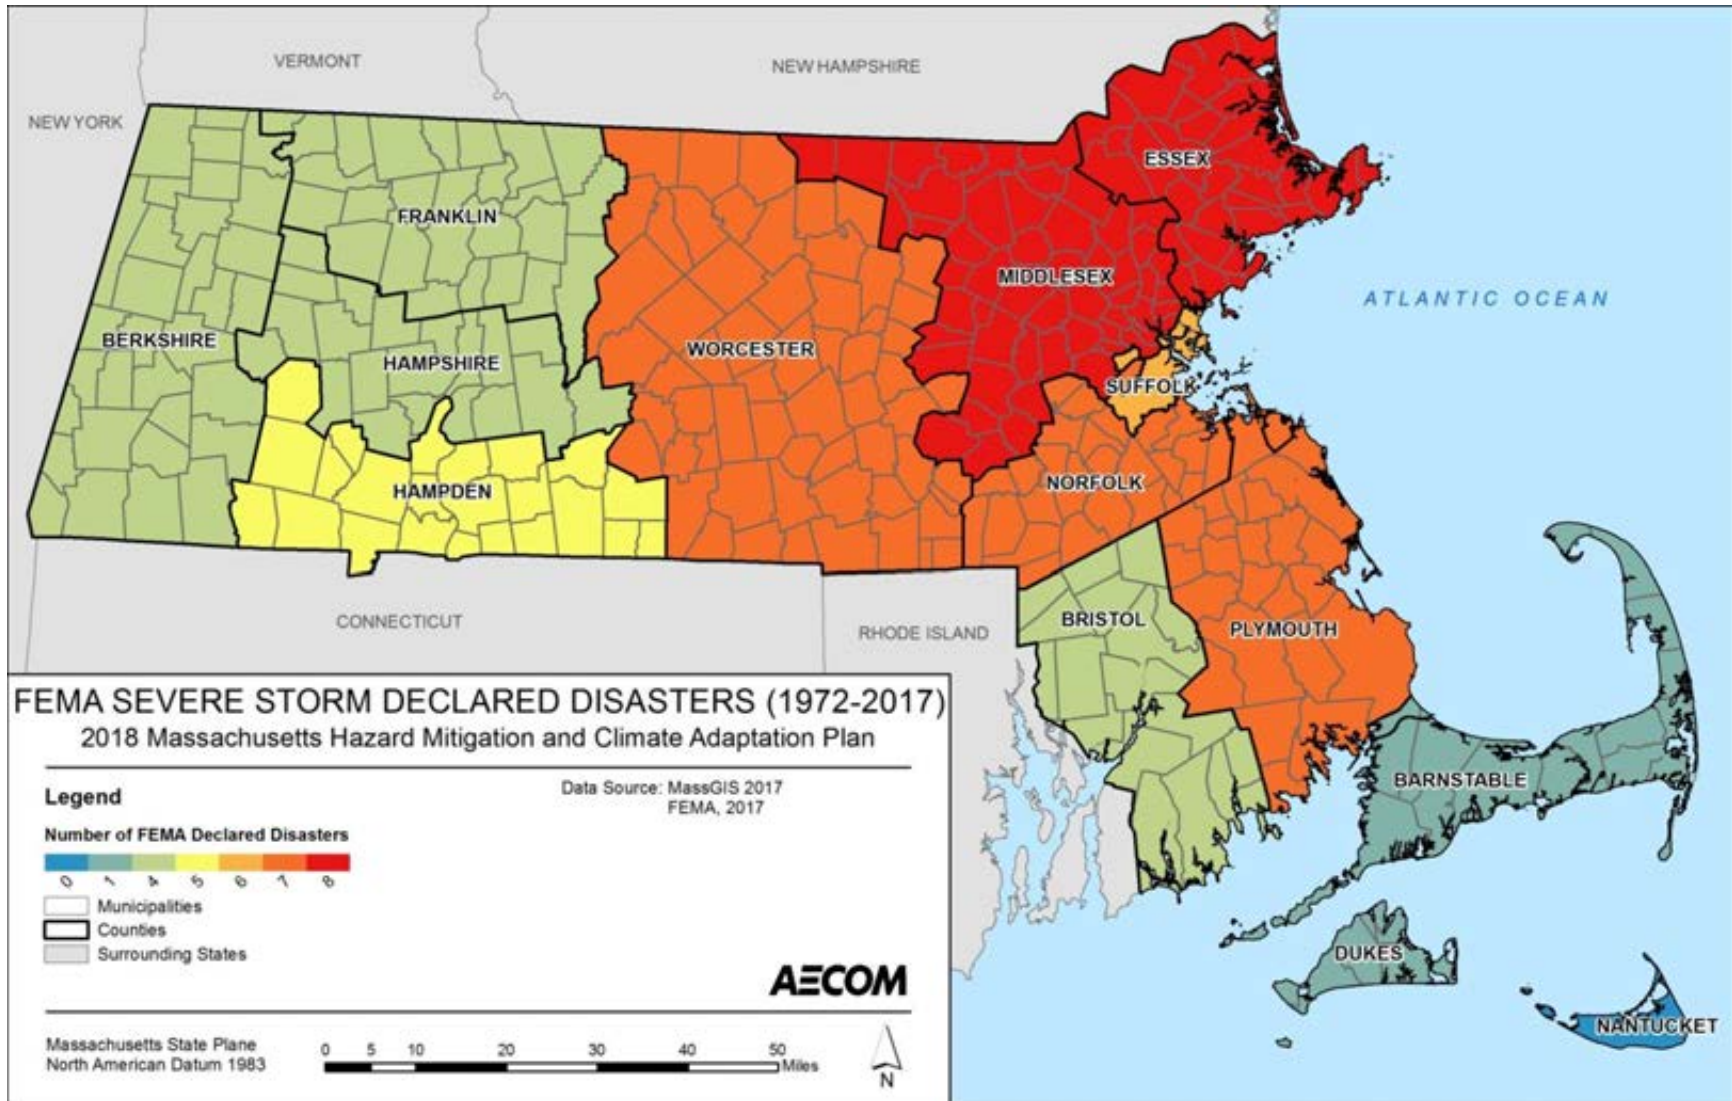 VERMONT
NEW HAMPSHIRE
NEW YORK
ESSEX
FRANKLIN
MIDDLESEX
ATLANTIC OCEAN
BERKSHIRE
HAMPSHIRE
WORCESTER
SUFFOLK
HAMPDEN
NORFOLK
CONNECTICUT
RHODE ISLAND
BRISTOL
PLYMOUTH
BARNSTABLE
DUKES
NANTUCKET
FEMA SEVERE STORM DECLARED DISASTERS (1972-2017)
2018 Massachusetts Hazard Mitigation and Climate Adaptation Plan
Legend
Data Source: MassGIS 2017
FEMA, 2017
Number of FEMA Declared Disasters
0 1 4 5 6 7 8
Municipalities
Counties
Surrounding States
AECOM
Massachusetts State Plane
North American Datum 1983
0 5 10 20 30 40 50
Miles
N